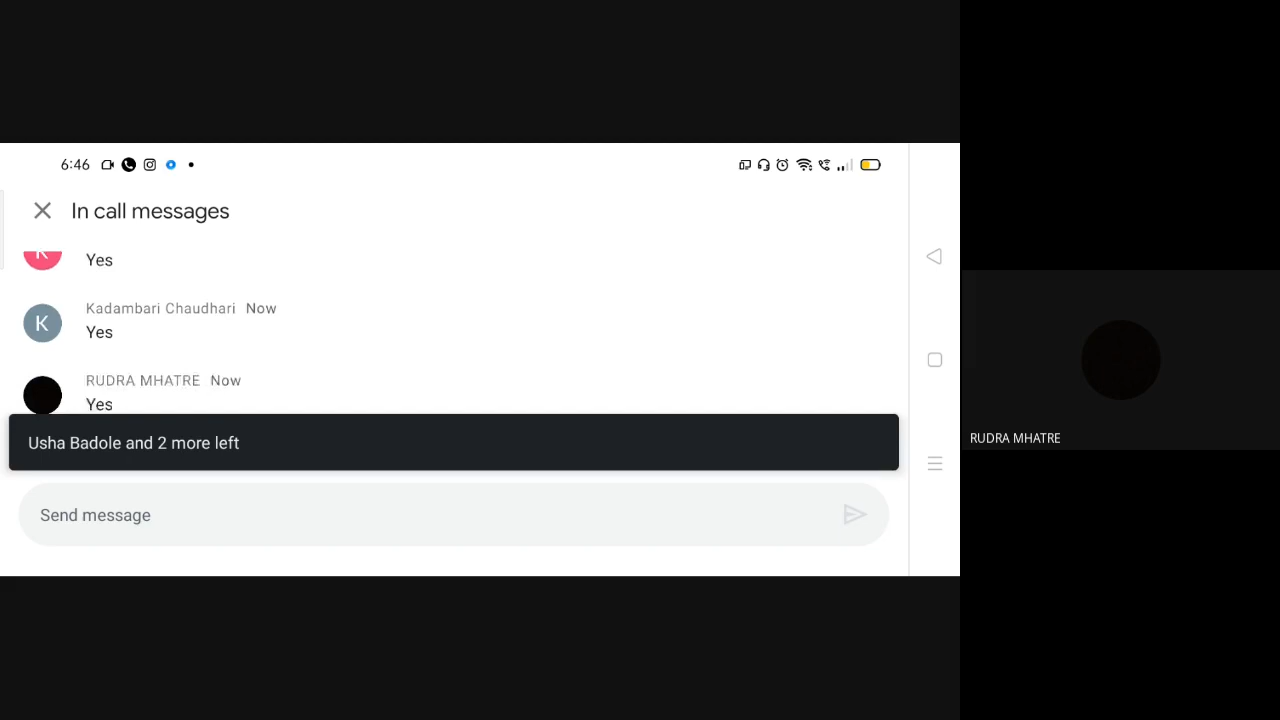 6:46
In call messages
K
Yes
Kadambari Chaudhari Now
K
Yes
RUDRA MHATRE Now
Yes
Usha Badole and 2 more left
Send message
RUDRA MHATRE